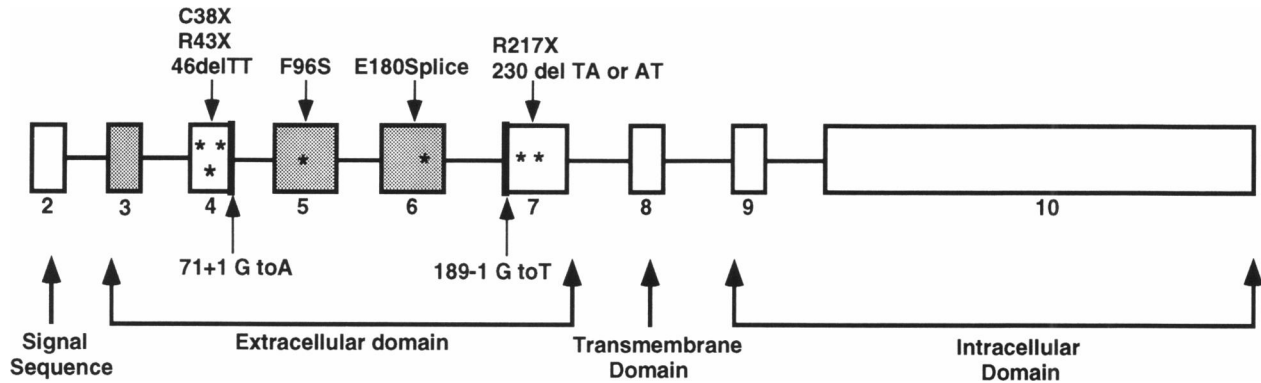 C38X
R43X
46delTT
F96S
E180Splice
R217X
230 del TA or AT
* *
*
*
*
* *
2
3
4
5
6
7
8
9
10
71+1 G toA
189-1 G toT
Signal
Sequence
Extracellular domain
Transmembrane
Domain
Intracellular
Domain